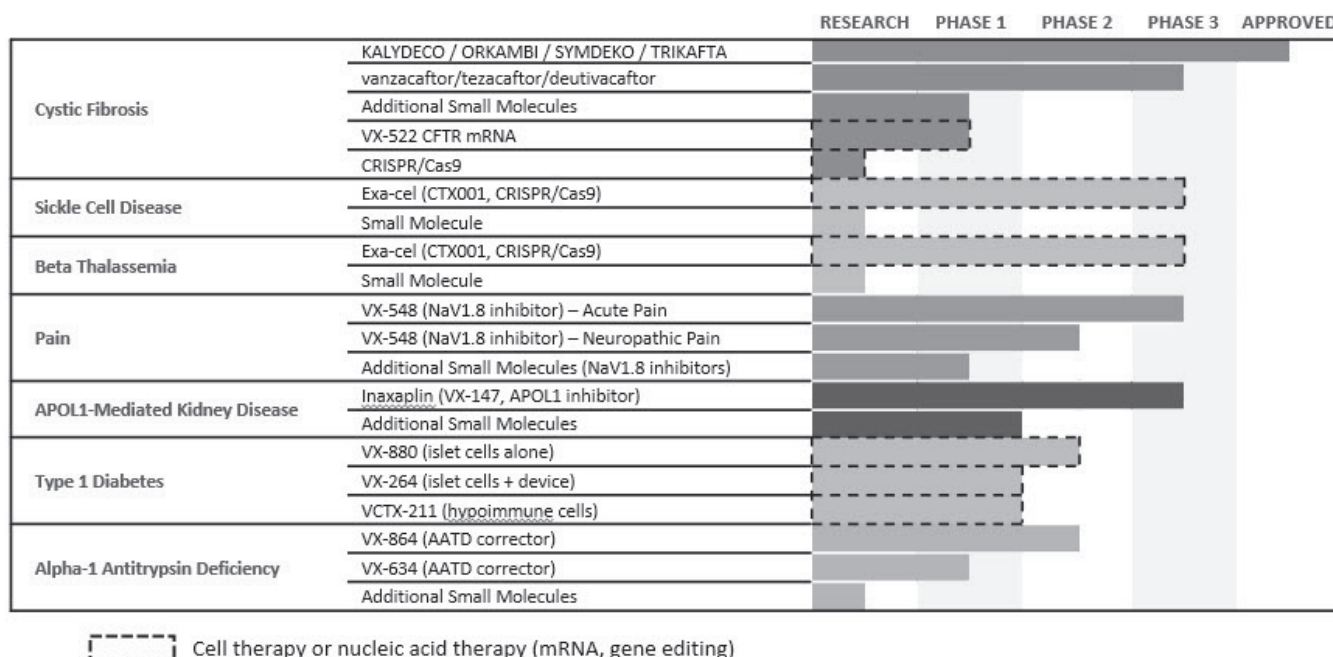 RESEARCH PHASE 1 PHASE 2 PHASE 3 APPROVED
Cystic Fibrosis
KALYDECO / ORKAMBI / SYMDEKO / TRIKAFTA
vanzacaftor/tezacaftor/deutivacaftor
Additional Small Molecules
VX-522 CFTR mRNA
CRISPR/Cas9
Sickle Cell Disease
Exa-cel (CTX001, CRISPR/Cas9)
Small Molecule
Beta Thalassemia
Exa-cel (CTX001, CRISPR/Cas9)
Small Molecule
Pain
VX-548 (NaV1.8 inhibitor) – Acute Pain
VX-548 (NaV1.8 inhibitor) – Neuropathic Pain
Additional Small Molecules (NaV1.8 inhibitors)
APOL1-Mediated Kidney Disease
Inaxaplin (VX-147, APOL1 inhibitor)
Additional Small Molecules
Type 1 Diabetes
VX-880 (islet cells alone)
VX-264 (islet cells + device)
VCTX-211 (hypoimmune cells)
Alpha-1 Antitrypsin Deficiency
VX-864 (AATD corrector)
VX-634 (AATD corrector)
Additional Small Molecules
Cell therapy or nucleic acid therapy (mRNA, gene editing)